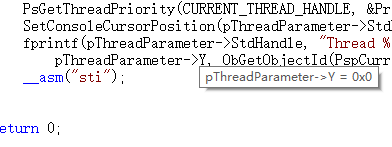 PsGetThreadPriority(CURRENT_THREAD_HANDLE, &Pr
SetConsoleCursorPosition(pThreadParameter->Std
fprintf(pThreadParameter->StdHandle, "Thread %
pThreadParameter->Y, ObGetObjectId(PspCurr
__asm("sti");
pThreadParameter->Y = 0x0
eturn 0;